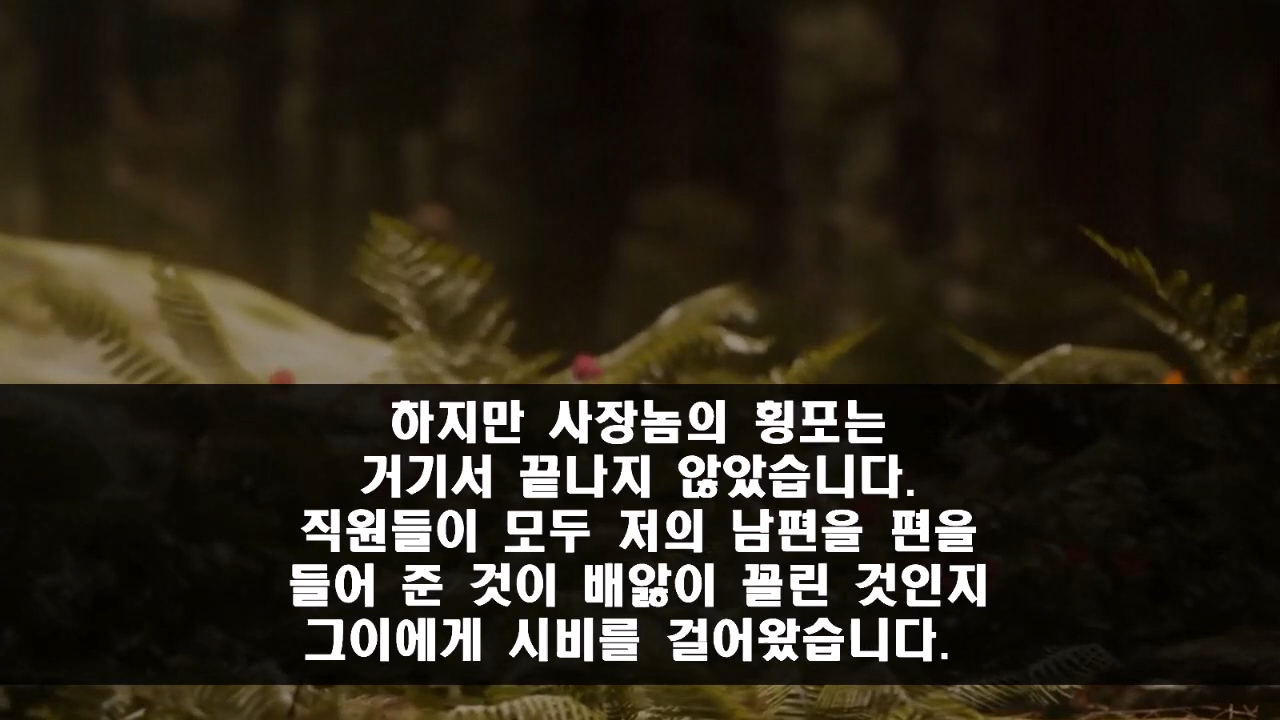 하지만 사장놈의 횡포는
거기서 끝나지 않았습니다.
직원들이 모두 저의 남편을 편을
들어 준 것이 배앓이 꼴린 것인지
그이에게 시비를 걸어왔습니다.